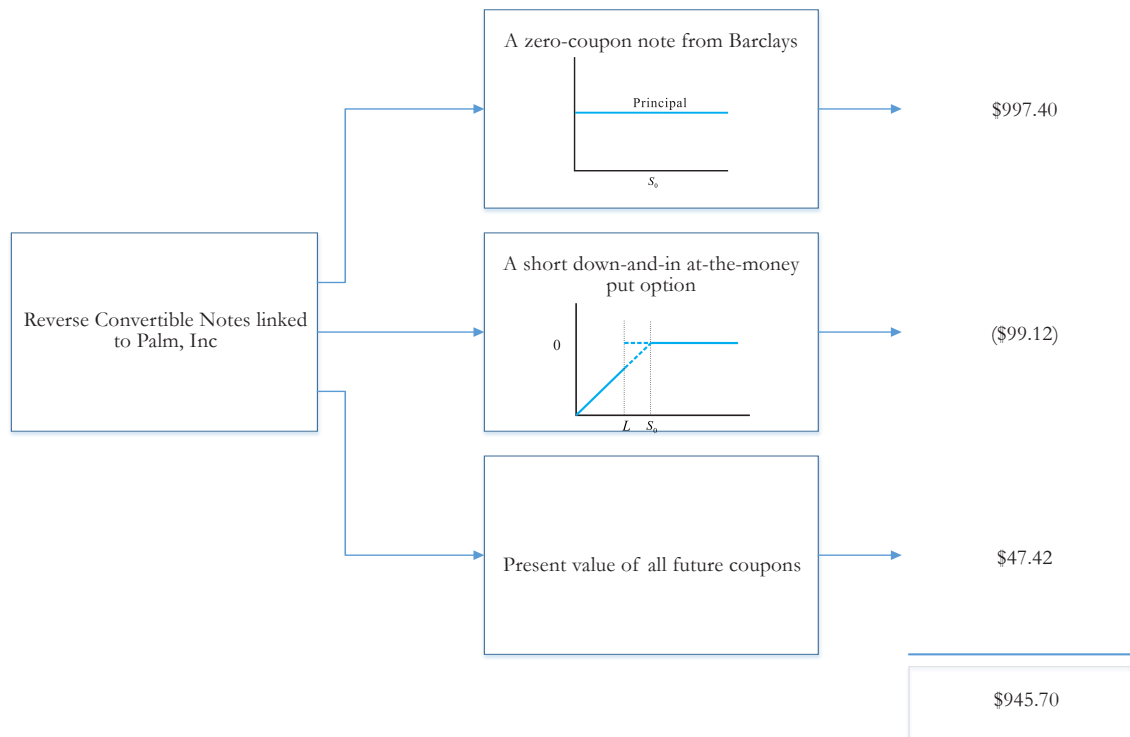 A zero-coupon note from Barclays
Principal
S₀
$997.40
Reverse Convertible Notes linked
to Palm, Inc
A short down-and-in at-the-money
put option
0
L S₀
($99.12)
Present value of all future coupons
$47.42
$945.70